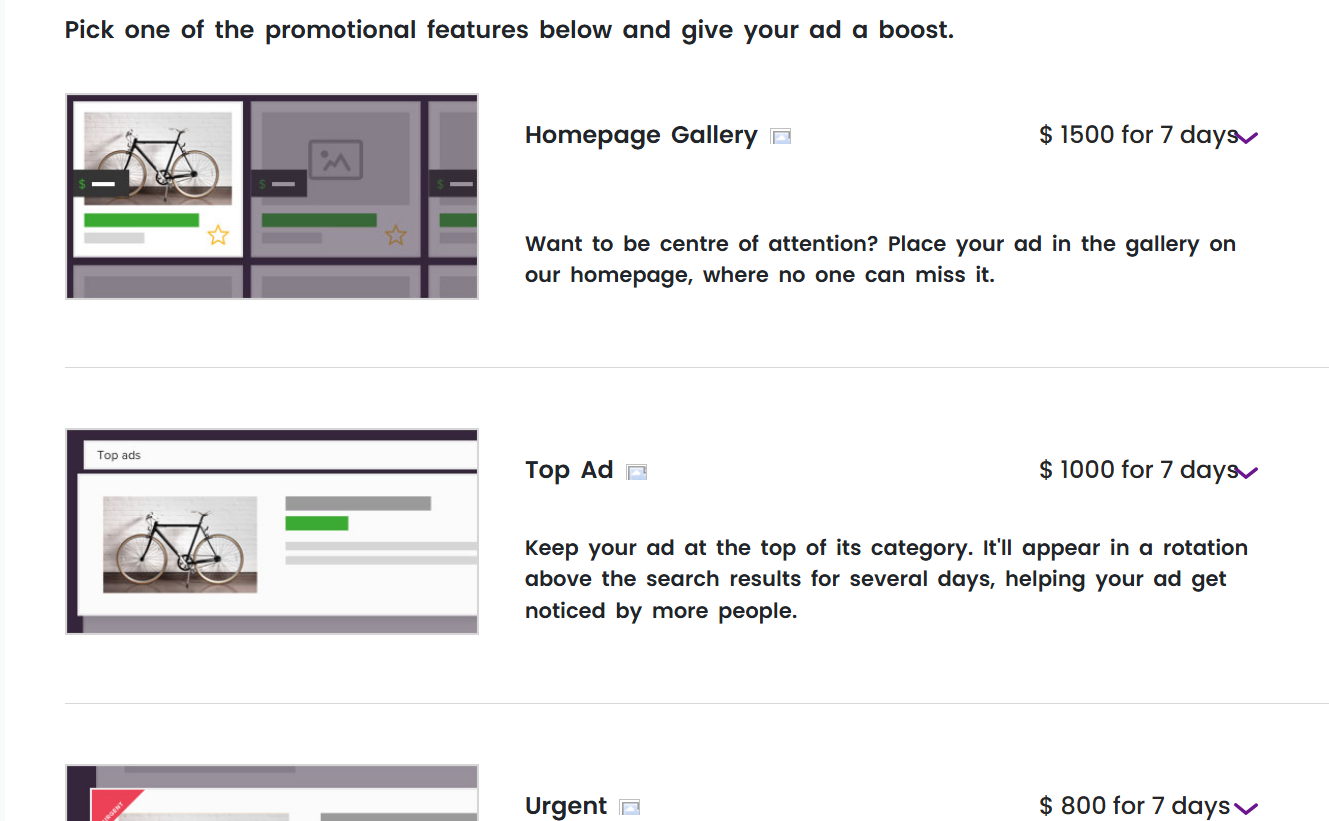 Pick one of the promotional features below and give your ad a boost.
$
$
$
Homepage Gallery
$ 1500 for 7 days
Want to be centre of attention? Place your ad in the gallery on
our homepage, where no one can miss it.
Top ads
Top Ad
$ 1000 for 7 days
Keep your ad at the top of its category. It'll appear in a rotation
above the search results for several days, helping your ad get
noticed by more people.
URGENT
Urgent
$ 800 for 7 days